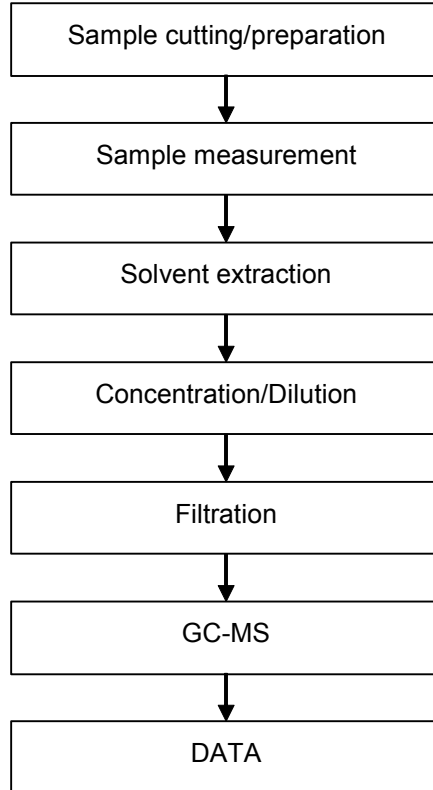 Sample cutting/preparation
Sample measurement
Solvent extraction
Concentration/Dilution
Filtration
GC-MS
DATA